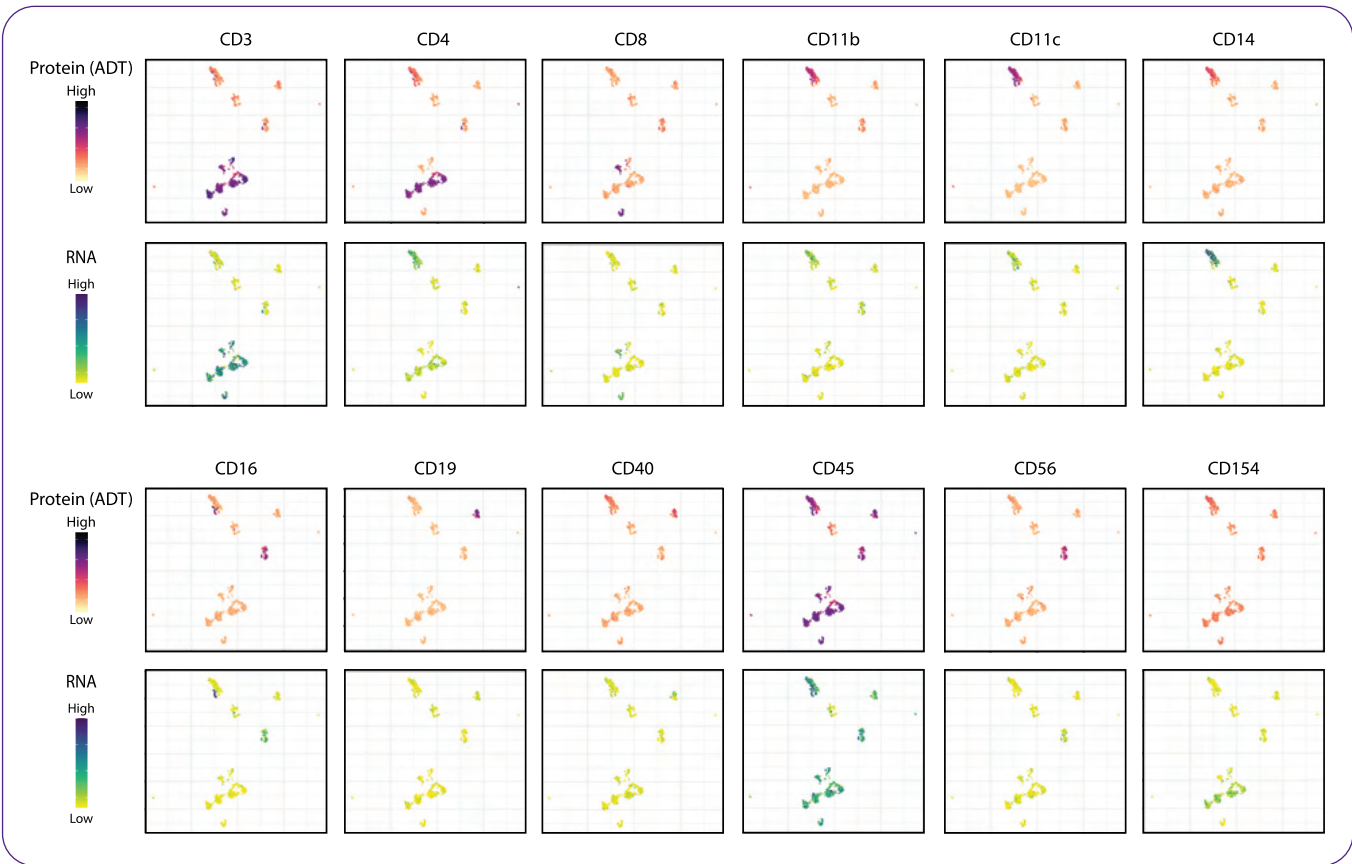 CD3 CD4 CD8 CD11b CD11c CD14
Protein (ADT)
High
Low
RNA
High
Low
CD16 CD19 CD40 CD45 CD56 CD154
Protein (ADT)
High
Low
RNA
High
Low